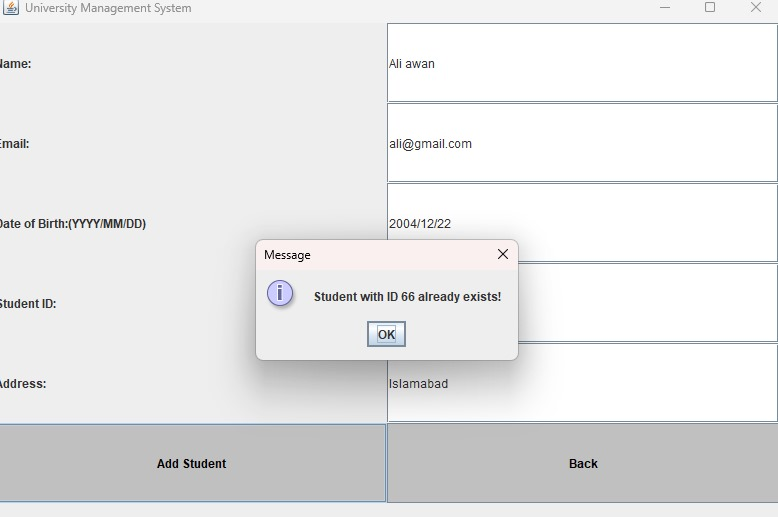 University Management System
Name:
Ali awan
Email:
ali@gmail.com
Date of Birth:(YYYY/MM/DD)
2004/12/22
Message
Student with ID 66 already exists!
OK
Student ID:
Address:
Islamabad
Add Student
Back